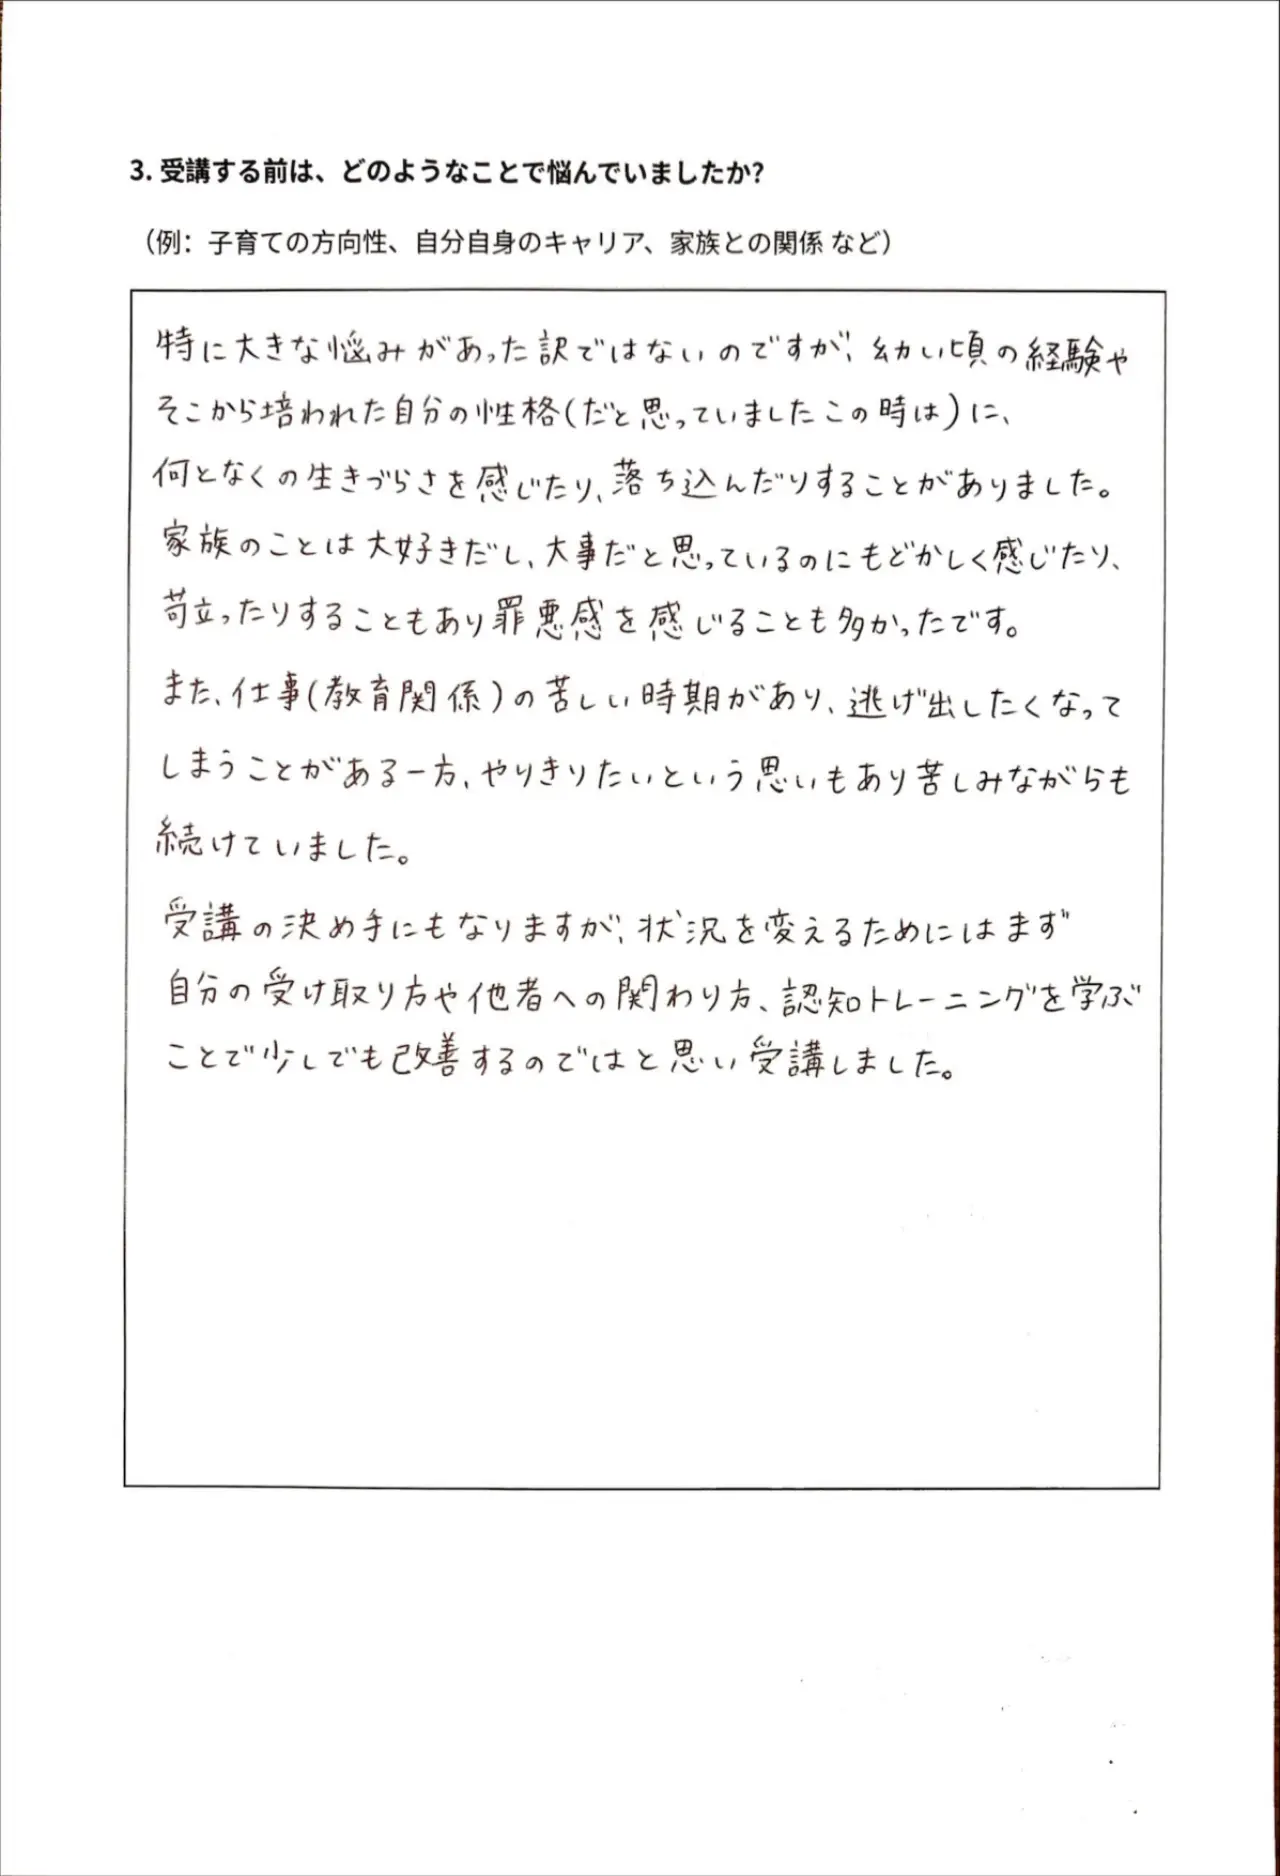 3. 受講する前は、どのようなことで悩んでいましたか?
（例：子育ての方向性、自分自身のキャリア、家族との関係 など）
特に大きな悩みがあった訳ではないのですが、幼い頃の経験や
そこから培われた自分の性格(だと思っていましたこの時は)に、
何となくの生きづらさを感じたり、落ち込んだりすることがありました。
家族のことは大好きだし、大事だと思っているのにもどかしく感じたり、
苛立ったりすることもあり罪悪感を感じることも多かったです。
また、仕事(教育関係)の苦しい時期があり、逃げ出したくなって
しまうことがある一方、やりきりたいという思いもあり苦しみながらも
続けていました。
受講の決め手にもなりますが、状況を変えるためにはまず
自分の受け取り方や他者への関わり方、認知トレーニングを学ぶ
ことで少しでも改善するのではと思い受講しました。